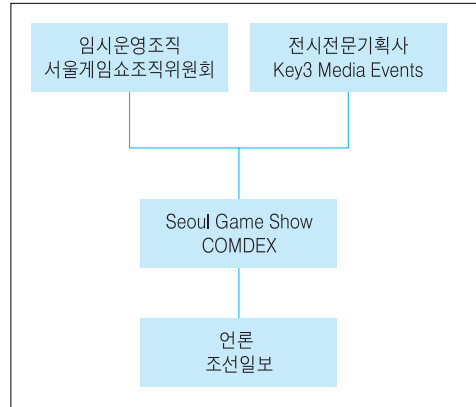 임시운영조직
서울게임쇼조직위원회
전시전문기획사
Key3 Media Events
Seoul Game Show
COMDEX
언론
조선일보